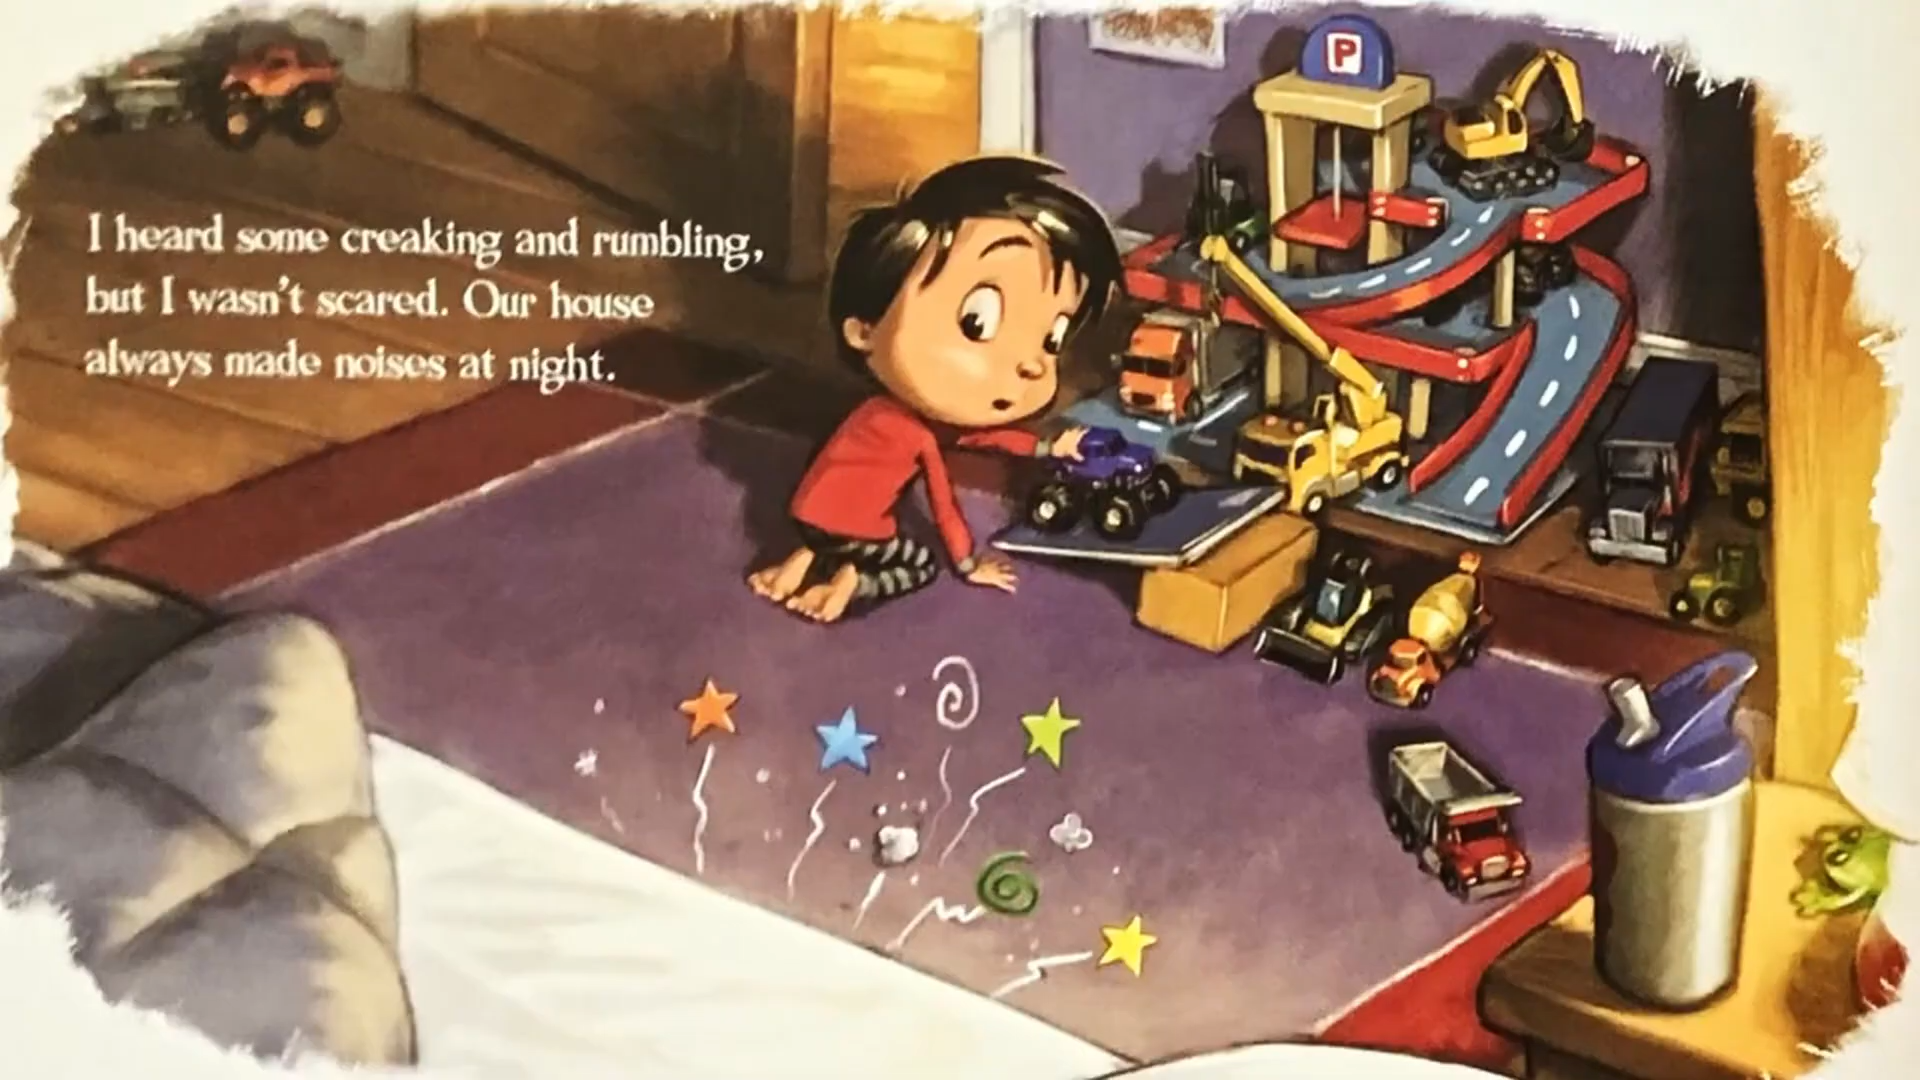 I heard some creaking and rumbling,
but I wasn't scared. Our house
always made noises at night.
P